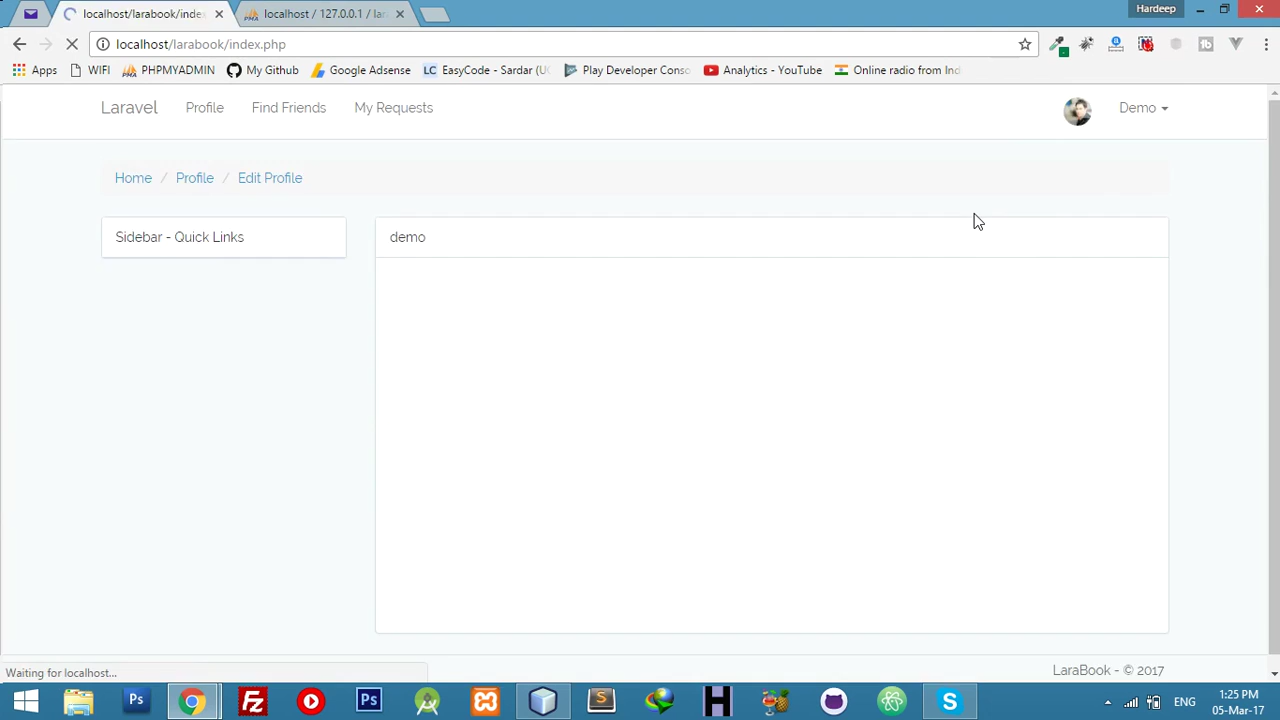 localhost/larabook/index
localhost / 127.0.0.1 / lar
Hardeep
localhost/larabook/index.php
Apps WIFI PHPMYADMIN My Github Google Adsense LC EasyCode - Sardar (U Play Developer Conso Analytics - YouTube Online radio from Ind
Laravel Profile Find Friends My Requests Demo
Home / Profile / Edit Profile
Sidebar - Quick Links
demo
LaraBook - © 2017
Waiting for localhost...
ENG
1:25 PM
05-Mar-17